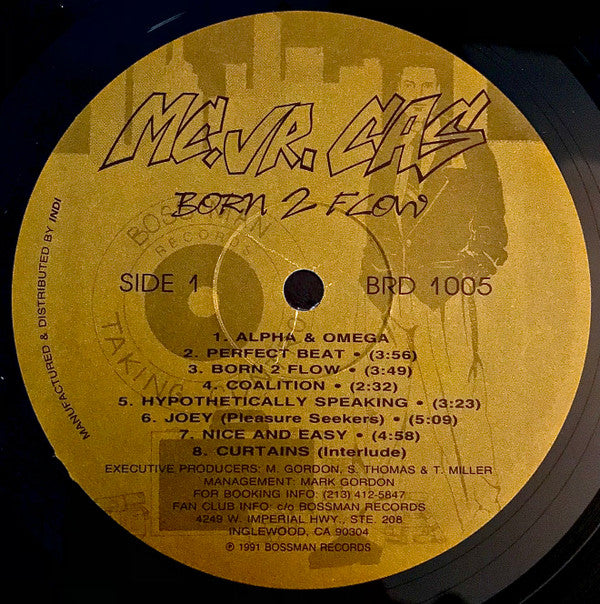 MC. JR. CAS
BORN 2 FLOW
BOSSMAN
RECORDS
TAKING
SIDE 1
BRD 1005
1. ALPHA & OMEGA
2. PERFECT BEAT • (3:56)
3. BORN 2 FLOW • (3:49)
4. COALITION • (2:32)
5. HYPOTHETICALLY SPEAKING • (3:23)
6. JOEY (Pleasure Seekers) • (5:09)
7. NICE AND EASY • (4:58)
8. CURTAINS (Interlude)
EXECUTIVE PRODUCERS: M. GORDON, S. THOMAS & T. MILLER
MANAGEMENT: MARK GORDON
FOR BOOKING INFO: (213) 412-5847
FAN CLUB INFO: c/o BOSSMAN RECORDS
4249 W. IMPERIAL HWY., STE. 208
INGLEWOOD, CA 90304
℗ 1991 BOSSMAN RECORDS
MANUFACTURED & DISTRIBUTED BY INDI